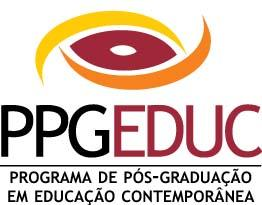 PPGEDUC
PROGRAMA DE PÓS-GRADUAÇÃO
EM EDUCAÇÃO CONTEMPORÂNEA